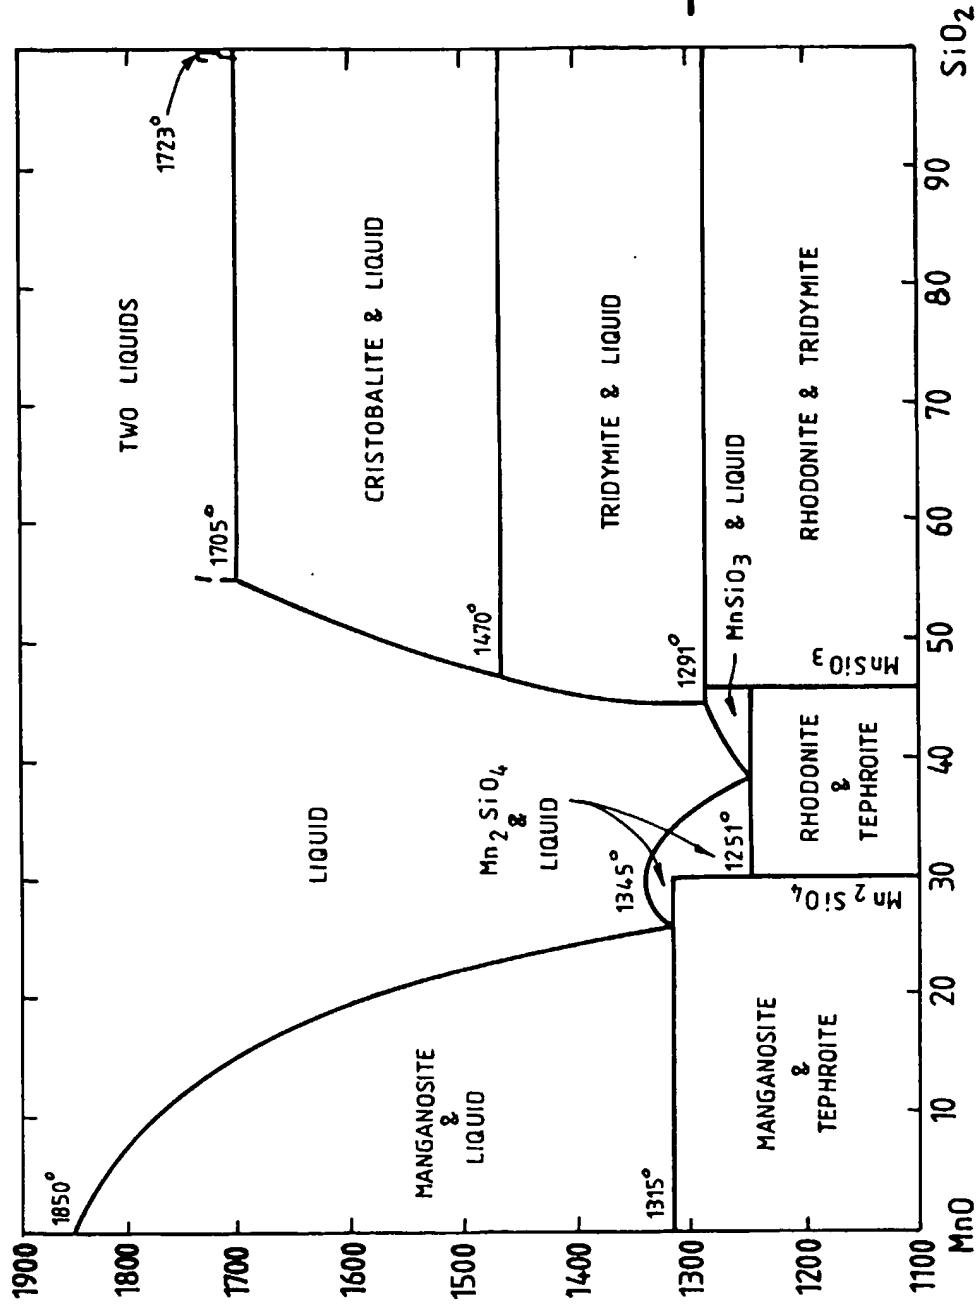 1900
1800
1700
1600
1500
1400
1300
1200
1100
MnO
10
20
30
40
50
60
70
80
90
SiO2
1850°
1723°
TWO LIQUIDS
1705°
LIQUID
CRISTOBALITE & LIQUID
MANGANOSITE
&
LIQUID
1470°
Mn2SiO4
&
LIQUID
TRIDYMITE & LIQUID
1345°
1315°
1291°
1251°
MnSiO3 & LIQUID
MANGANOSITE
&
TEPHROITE
Mn2SiO4
RHODONITE
&
TEPHROITE
MnSiO3
RHODONITE & TRIDYMITE